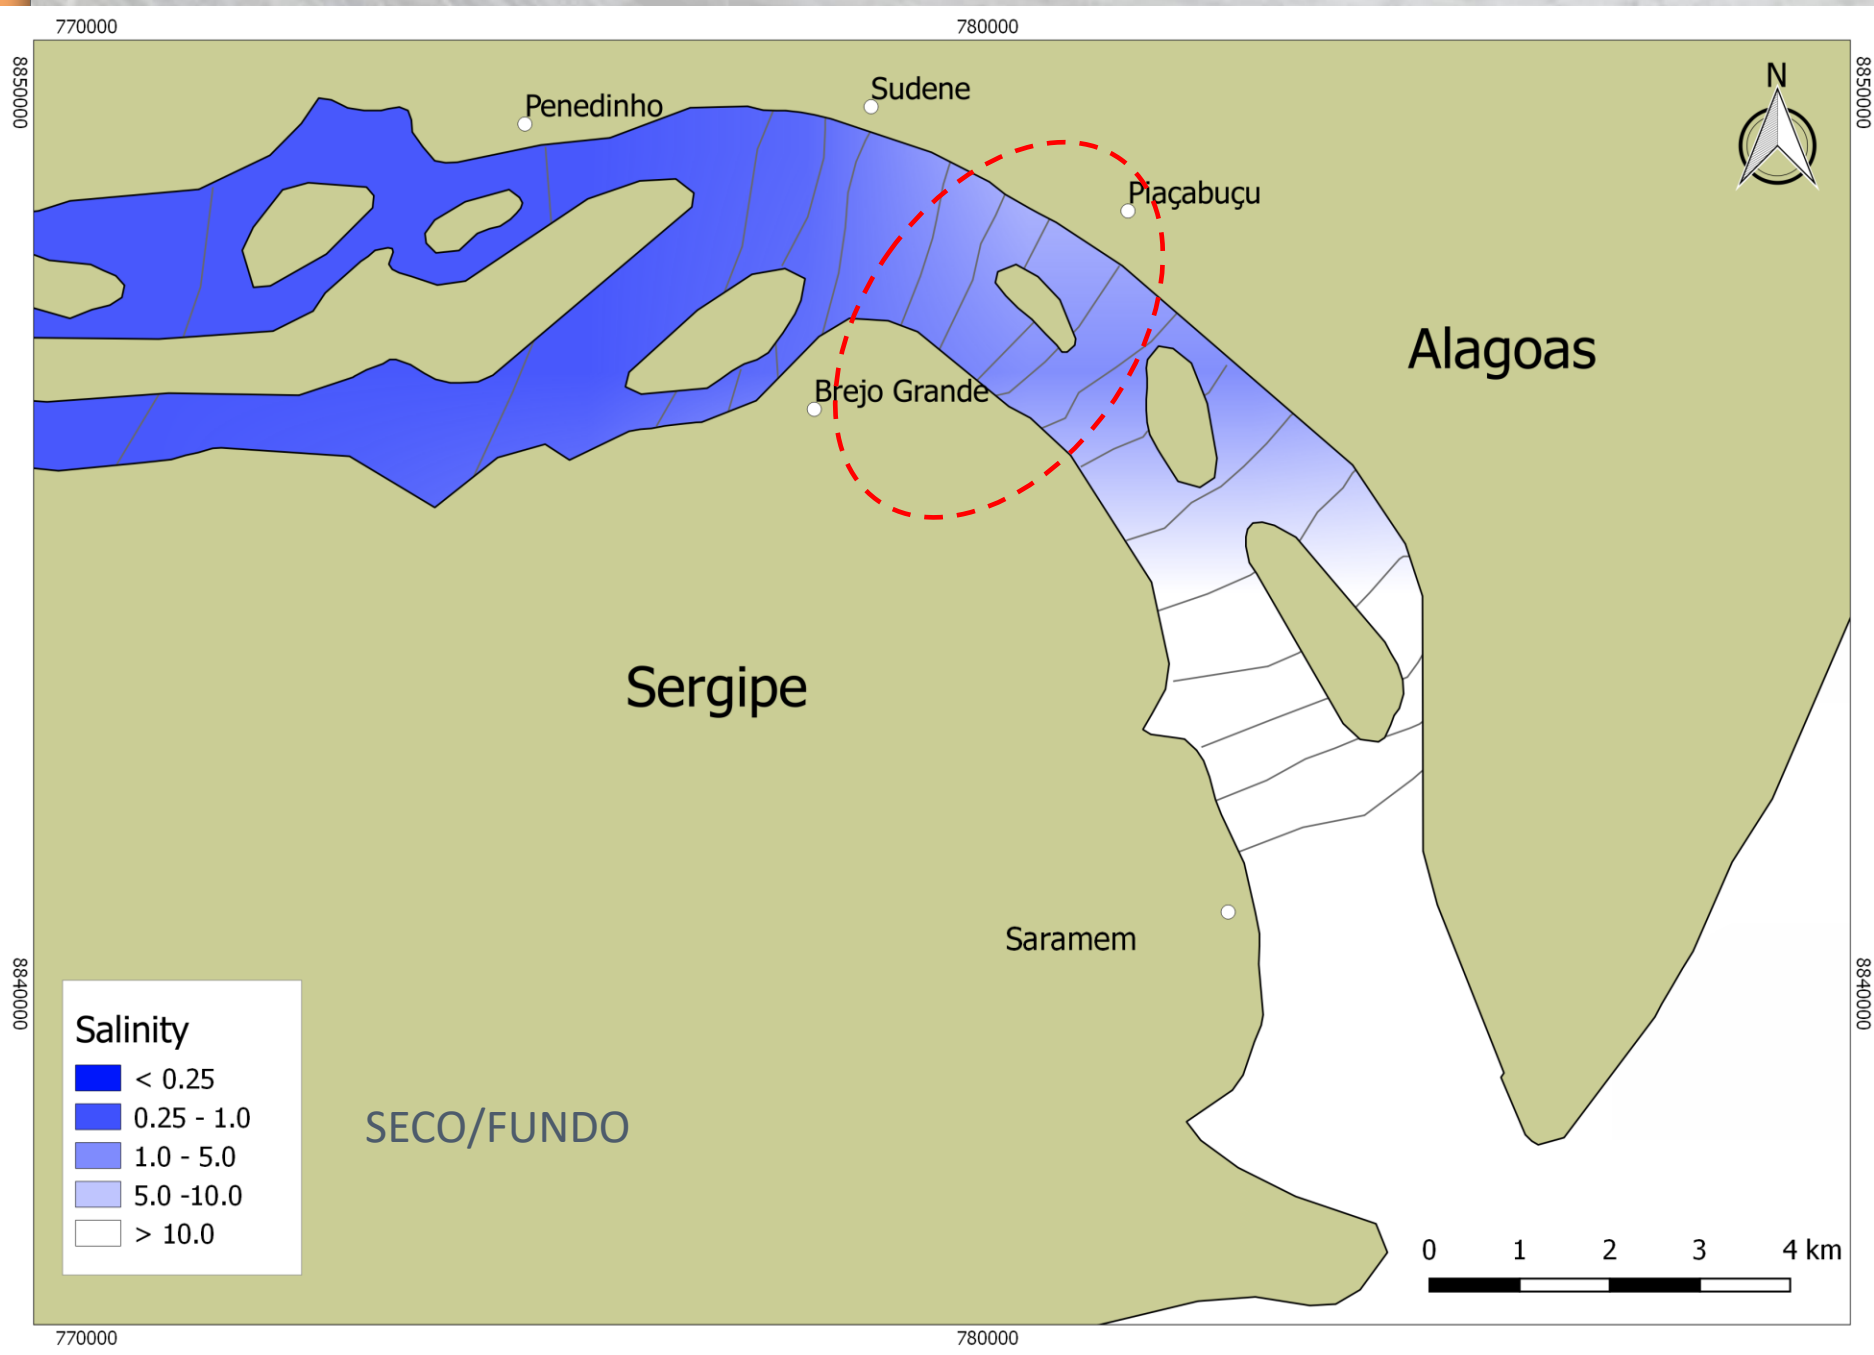 770000 780000
8850000 8850000
N
Sudene
Penedinho
Piaçabuçu
Alagoas
Brejo Grande
Sergipe
Saramem
8840000 8840000
Salinity
< 0.25
0.25 - 1.0
1.0 - 5.0
5.0 -10.0
> 10.0
SECO/FUNDO
0 1 2 3 4 km
770000 780000